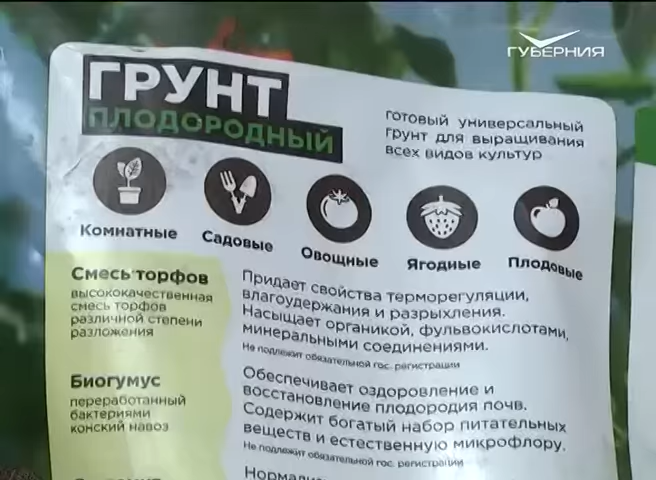 ГУБЕРНИЯ
ГРУНТ
ПЛОДОРОДНЫЙ
готовый универсальный
грунт для выращивания
всех видов культур
Комнатные
Садовые
Овощные
Ягодные
Плодовые
Смесь торфов
высококачественная
смесь торфов
различной степени
разложения
Придает свойства терморегуляции,
влагоудержания и разрыхления.
Насыщает органикой, фульвокислотами,
минеральными соединениями.
Не подлежит обязательной гос. регистрации
Биогумус
переработанный
бактериями
конский навоз
Обеспечивает оздоровление и
восстановление плодородия почв.
Содержит богатый набор питательных
веществ и естественную микрофлору.
Не подлежит обязательной гос. регистрации